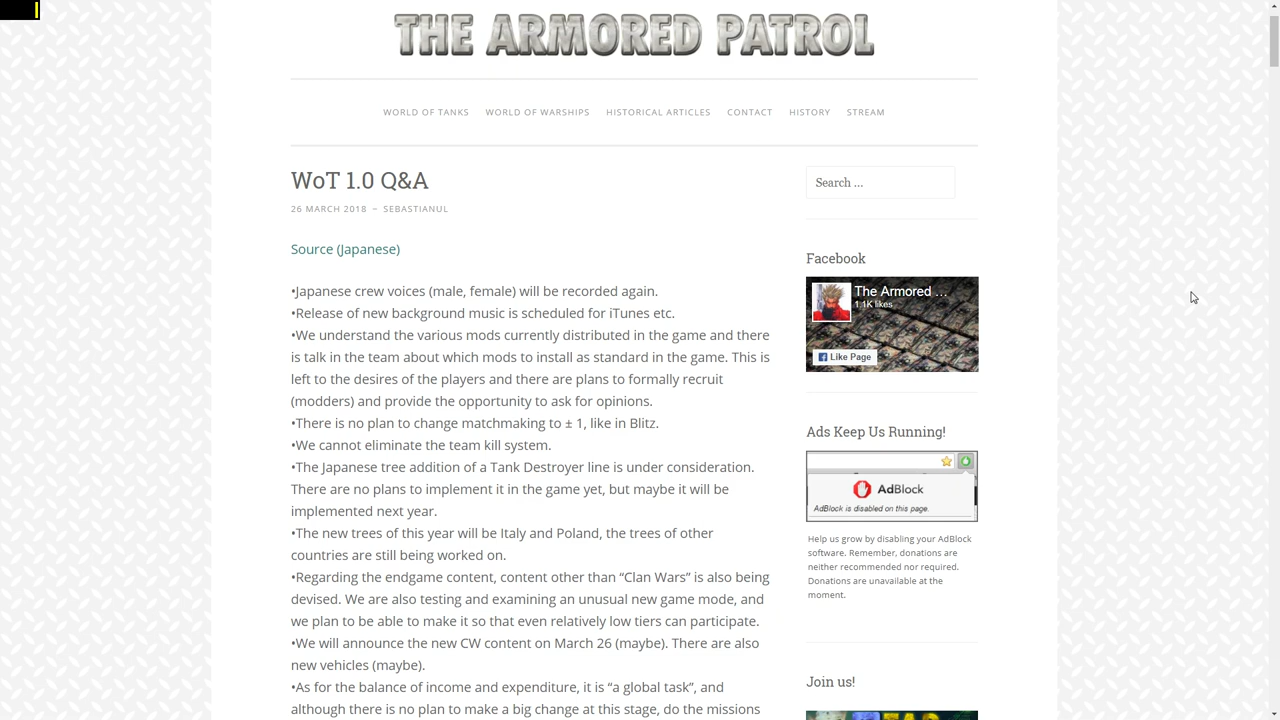 THE ARMORED PATROL
WORLD OF TANKS WORLD OF WARSHIPS HISTORICAL ARTICLES CONTACT HISTORY STREAM
WoT 1.0 Q&A
26 MARCH 2018 – SEBASTIANUL
Source (Japanese)
•Japanese crew voices (male, female) will be recorded again.
•Release of new background music is scheduled for iTunes etc.
•We understand the various mods currently distributed in the game and there
is talk in the team about which mods to install as standard in the game. This is
left to the desires of the players and there are plans to formally recruit
(modders) and provide the opportunity to ask for opinions.
•There is no plan to change matchmaking to ± 1, like in Blitz.
•We cannot eliminate the team kill system.
•The Japanese tree addition of a Tank Destroyer line is under consideration.
There are no plans to implement it in the game yet, but maybe it will be
implemented next year.
•The new trees of this year will be Italy and Poland, the trees of other
countries are still being worked on.
•Regarding the endgame content, content other than “Clan Wars” is also being
devised. We are also testing and examining an unusual new game mode, and
we plan to be able to make it so that even relatively low tiers can participate.
•We will announce the new CW content on March 26 (maybe). There are also
new vehicles (maybe).
•As for the balance of income and expenditure, it is “a global task”, and
although there is no plan to make a big change at this stage, do the missions
Search …
Facebook
The Armored ...
1.1K likes
Like Page
Ads Keep Us Running!
AdBlock
AdBlock is disabled on this page.
Help us grow by disabling your AdBlock
software. Remember, donations are
neither recommended nor required.
Donations are unavailable at the
moment.
Join us!